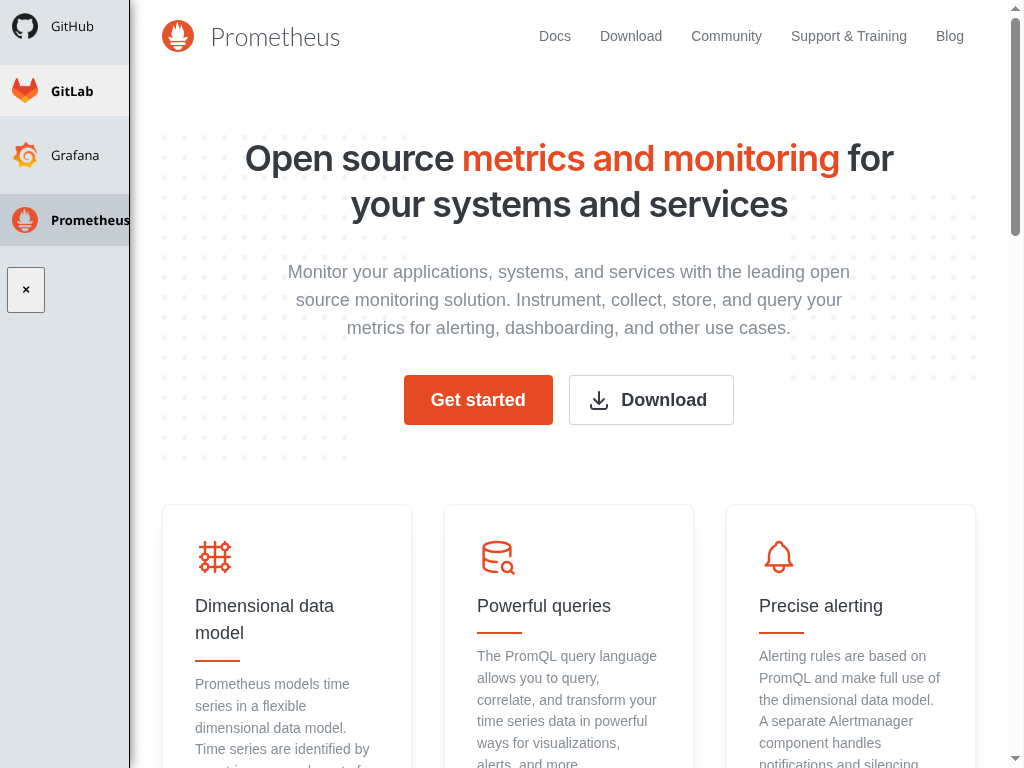 GitHub
GitLab
Grafana
Prometheus
×
Prometheus
Docs
Download
Community
Support & Training
Blog
Open source metrics and monitoring for
your systems and services
Monitor your applications, systems, and services with the leading open
source monitoring solution. Instrument, collect, store, and query your
metrics for alerting, dashboarding, and other use cases.
Get started
Download
Dimensional data
model
Prometheus models time
series in a flexible
dimensional data model.
Time series are identified by
Powerful queries
The PromQL query language
allows you to query,
correlate, and transform your
time series data in powerful
ways for visualizations,
alerts, and more
Precise alerting
Alerting rules are based on
PromQL and make full use of
the dimensional data model.
A separate Alertmanager
component handles
notifications and silencing